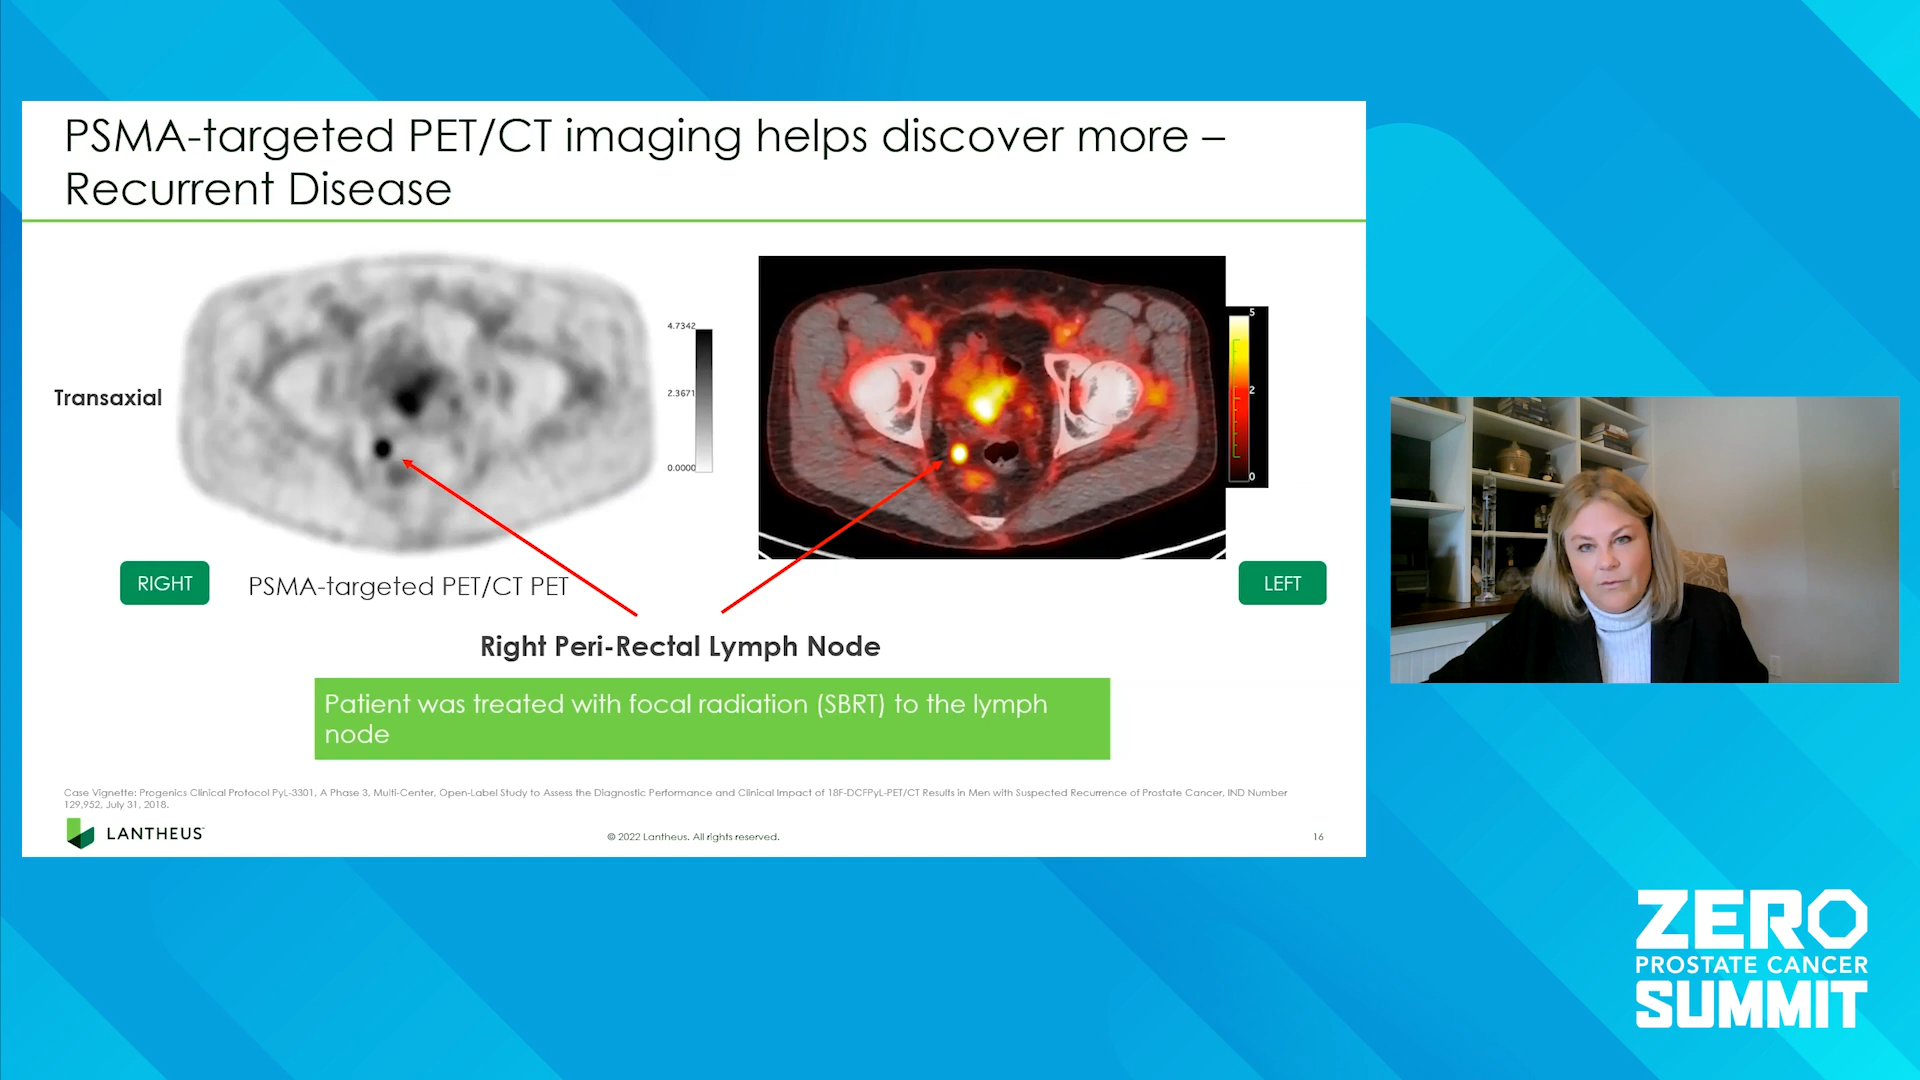 PSMA-targeted PET/CT imaging helps discover more –
Recurrent Disease
Transaxial
4.7342
2.3671
0.0000
5
2
0
RIGHT
PSMA-targeted PET/CT PET
LEFT
Right Peri-Rectal Lymph Node
Patient was treated with focal radiation (SBRT) to the lymph
node
Case Vignette: Progenics Clinical Protocol PyL-3301, A Phase 3, Multi-Center, Open-Label Study to Assess the Diagnostic Performance and Clinical Impact of 18F-DCFPyL-PET/CT Results in Men with Suspected Recurrence of Prostate Cancer, IND Number
129,952, July 31, 2018.
LANTHEUS
© 2022 Lantheus. All rights reserved.
16
ZERO
PROSTATE CANCER
SUMMIT